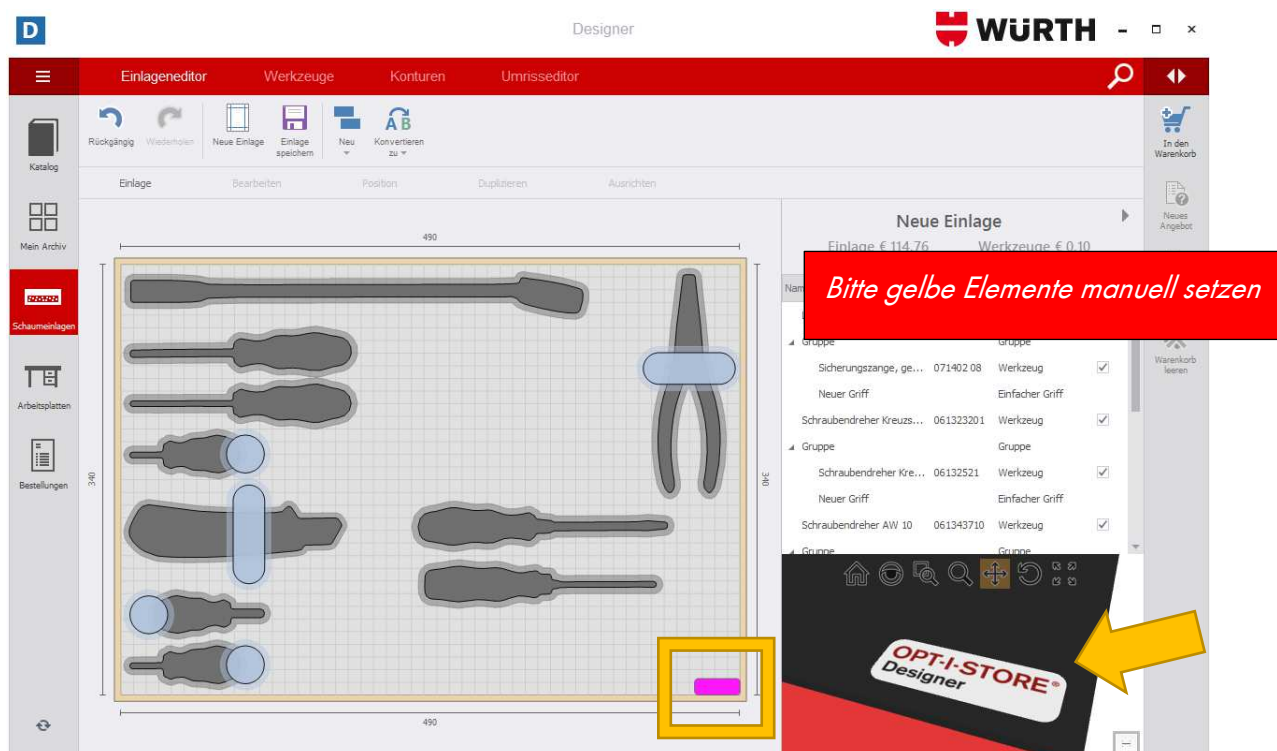 D
Designer
WÜRTH
Einlageneditor
Werkzeuge
Konturen
Umrisseditor
Rückgängig
Wiederholen
Neue Einlage
Einlage
speichern
Neu
A B
Konvertieren
zu
Katalog
In den
Warenkorb
Einlage
Bearbeiten
Position
Duplizieren
Ausrichten
Mein Archiv
Neues
Angebot
Neue Einlage
Einlage € 114,76
Werkzeuge € 0,10
490
Bitte gelbe Elemente manuell setzen
Schaumeinlagen
Gruppe
Gruppe
Sicherungszange, ge... 071402 08 Werkzeug
Neuer Griff
Einfacher Griff
Warenkorb
leeren
Arbeitsplatten
Schraubendreher Kreuzs... 061323201 Werkzeug
Gruppe
Gruppe
Schraubendreher Kre... 06132521 Werkzeug
Bestellungen
340
340
Neuer Griff
Einfacher Griff
Schraubendreher AW 10 061343710 Werkzeug
Gruppe
Gruppe
OPT-I-STORE®
Designer
490